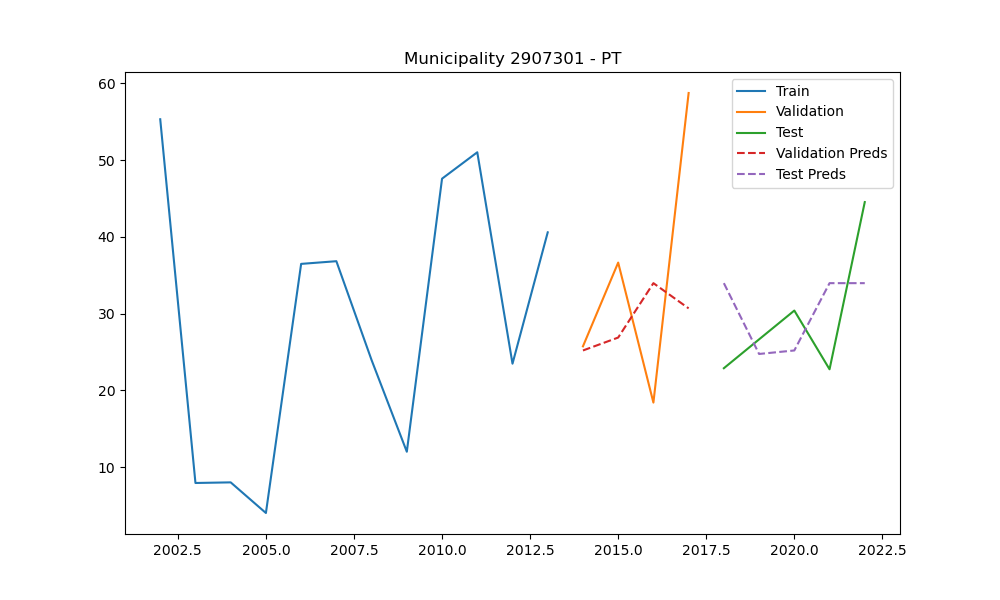 Municipality 2907301 - PT
60
50
40
30
20
10
2002.5 2005.0 2007.5 2010.0 2012.5 2015.0 2017.5 2020.0 2022.5
Train
Validation
Test
Validation Preds
Test Preds